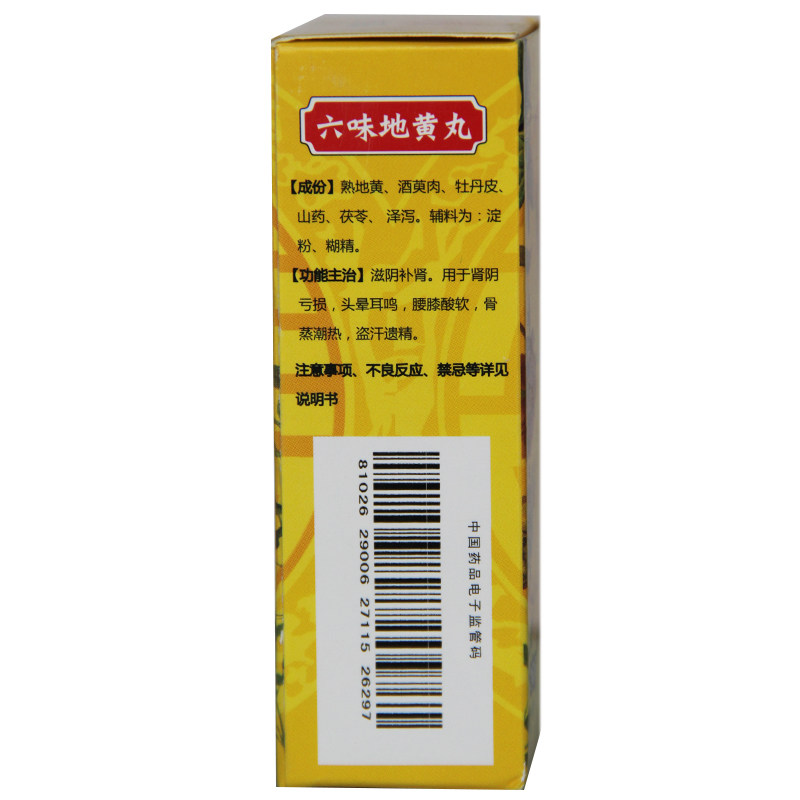 六味地黄丸
【成份】熟地黄、酒萸肉、牡丹皮、
山药、茯苓、泽泻。辅料为：淀
粉、糊精。
【功能主治】滋阴补肾。用于肾阴
亏损，头晕耳鸣，腰膝酸软，骨
蒸潮热，盗汗遗精。
注意事项、不良反应、禁忌等详见
说明书
中国药品电子监管码
81026 29006 27115 26297